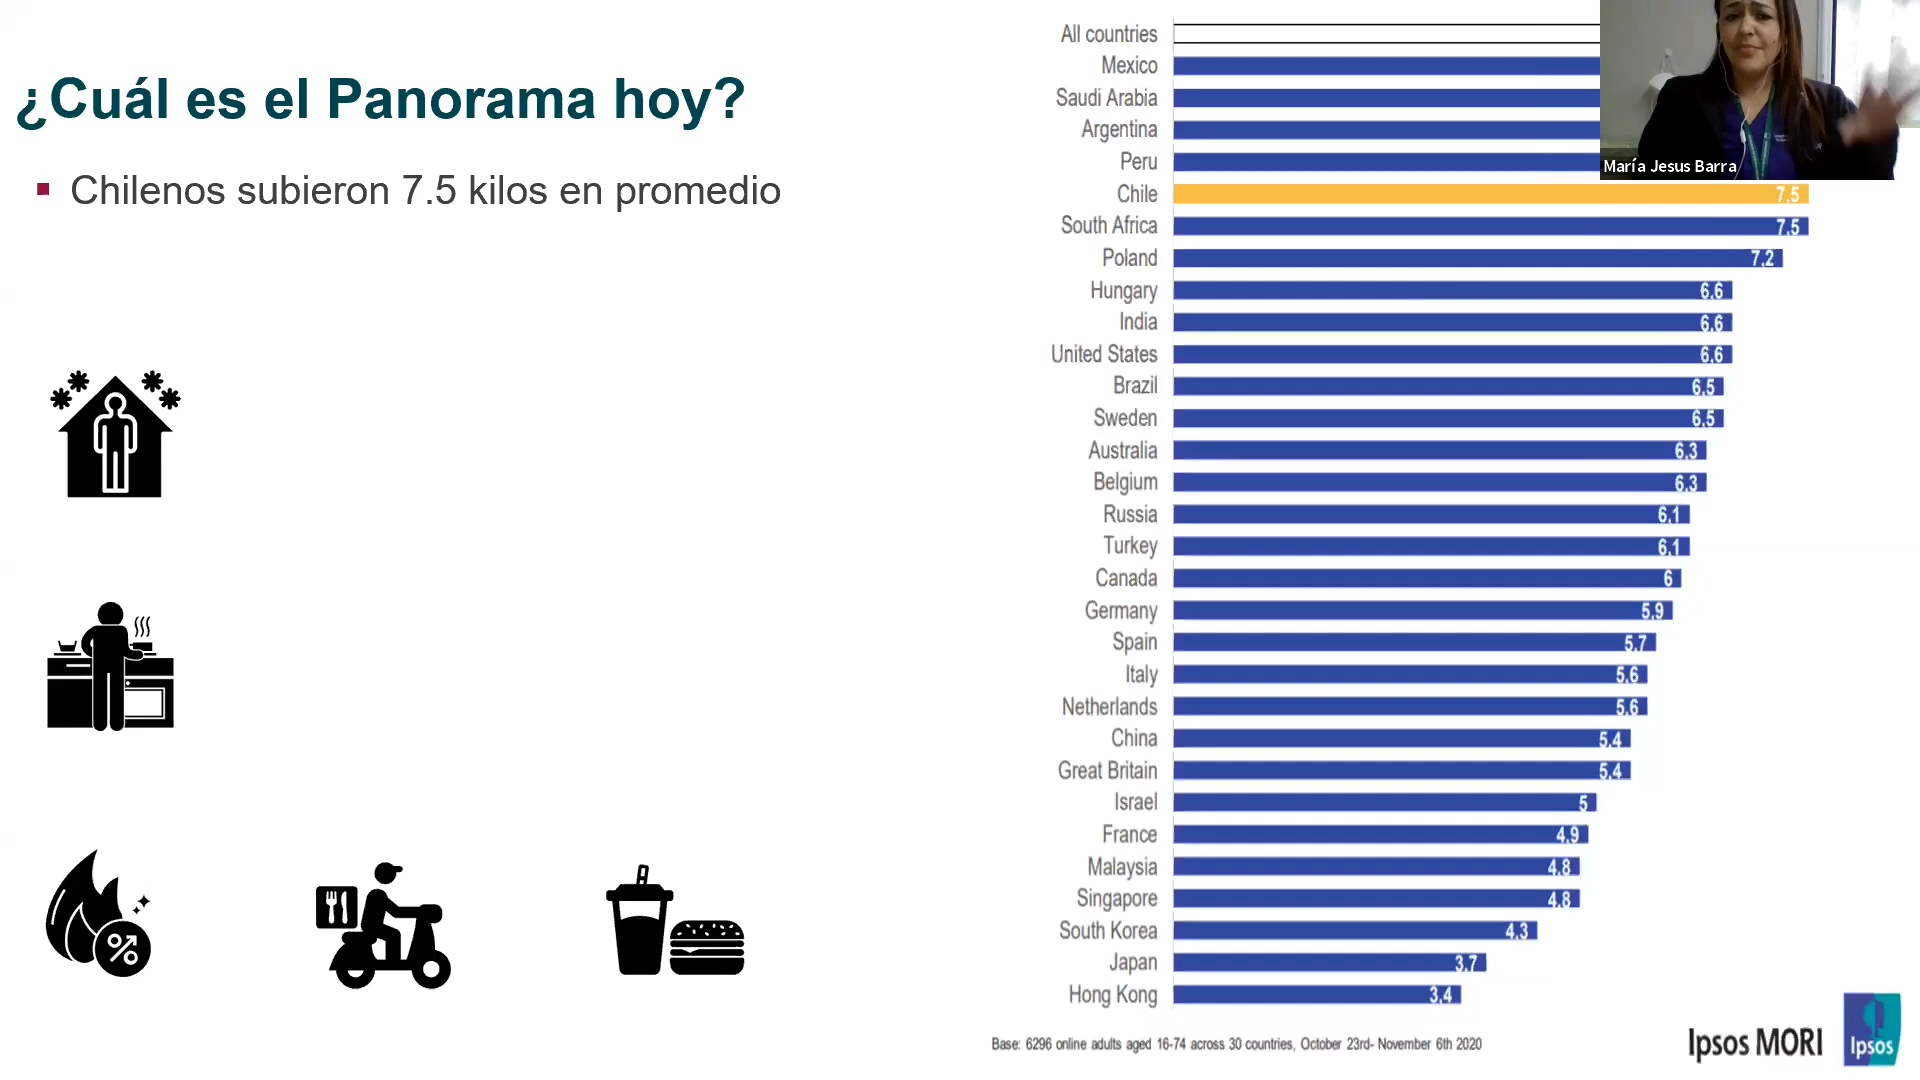 ¿Cuál es el Panorama hoy?
Chilenos subieron 7.5 kilos en promedio
All countries
Mexico
Saudi Arabia
Argentina
Peru
Chile 7.5
South Africa 7.5
Poland 7.2
Hungary 6.6
India 6.6
United States 6.6
Brazil 6.5
Sweden 6.5
Australia 6.3
Belgium 6.3
Russia 6.1
Turkey 6.1
Canada 6
Germany 5.9
Spain 5.7
Italy 5.6
Netherlands 5.6
China 5.4
Great Britain 5.4
Israel 5
France 4.9
Malaysia 4.8
Singapore 4.8
South Korea 4.3
Japan 3.7
Hong Kong 3.4
María Jesus Barra
%
Base: 6296 online adults aged 16-74 across 30 countries, October 23rd- November 6th 2020
Ipsos MORI
Ipsos